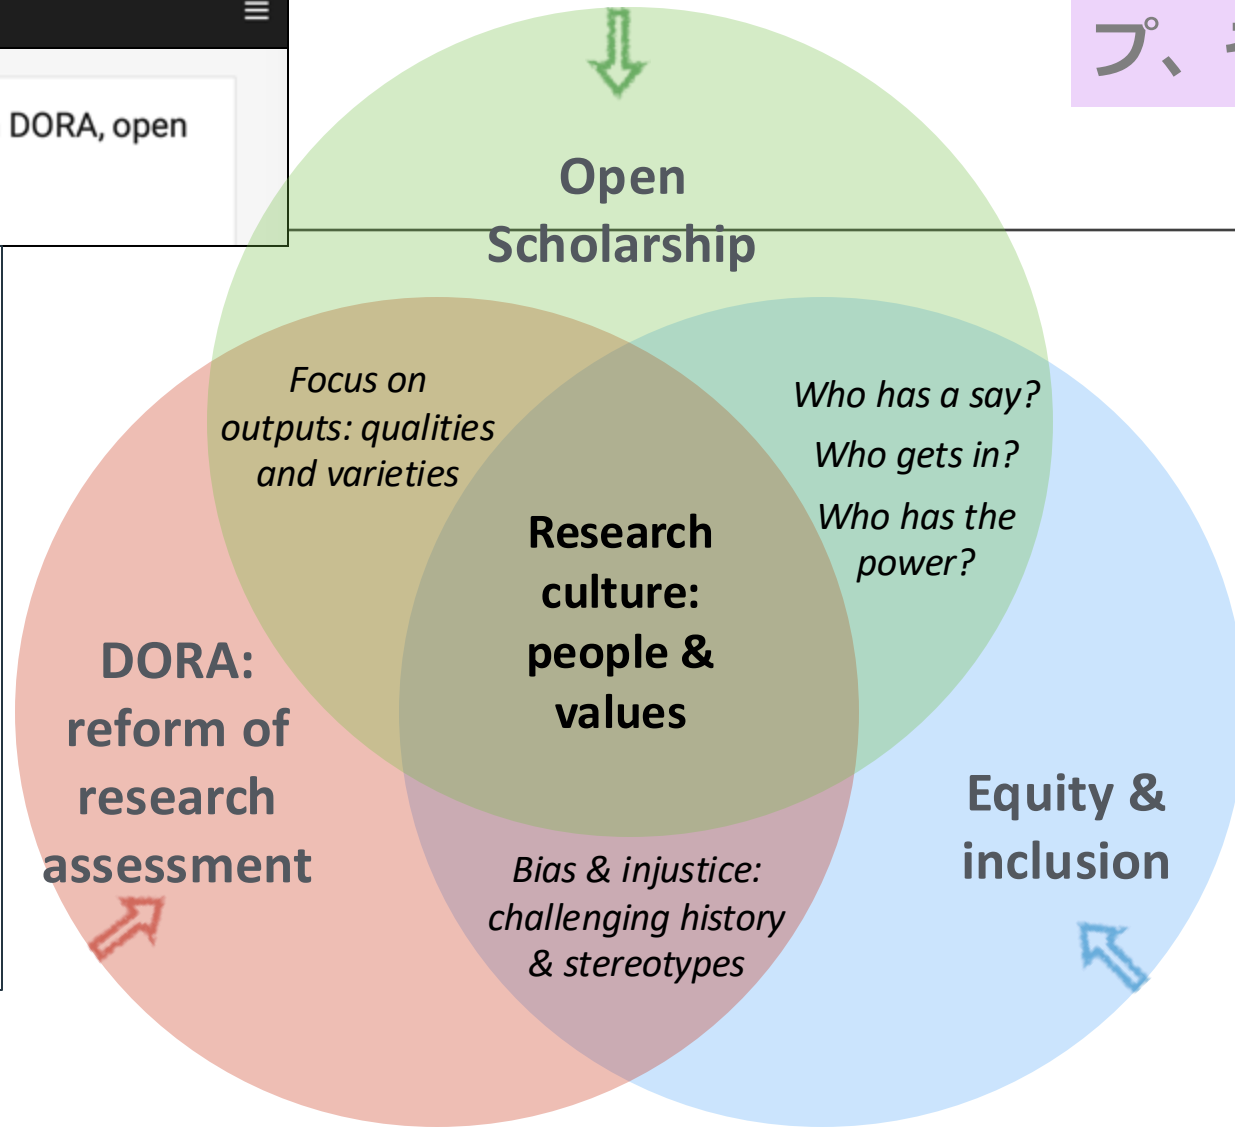 DORA, open
プ、
Open
Scholarship
Focus on
outputs: qualities
and varieties
Who has a say?
Who gets in?
Who has the
power?
Research
culture:
people &
values
DORA:
reform of
research
assessment
Equity &
inclusion
Bias & injustice:
challenging history
& stereotypes